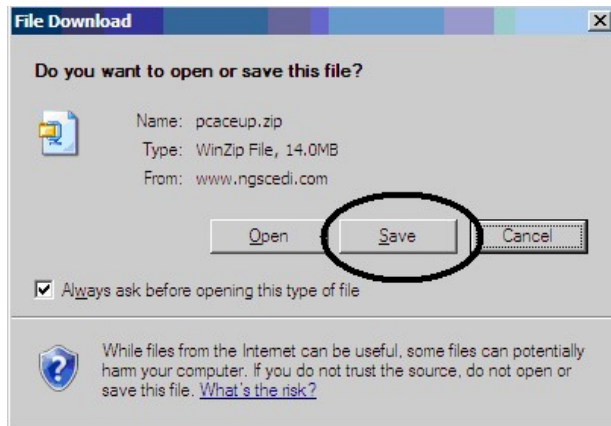 File Download
Do you want to open or save this file?
Name: pcaceup.zip
Type: WinZip File, 14.0MB
From: www.ngscedi.com
Open Save Cancel
Always ask before opening this type of file
While files from the Internet can be useful, some files can potentially
harm your computer. If you do not trust the source, do not open or
save this file. What's the risk?